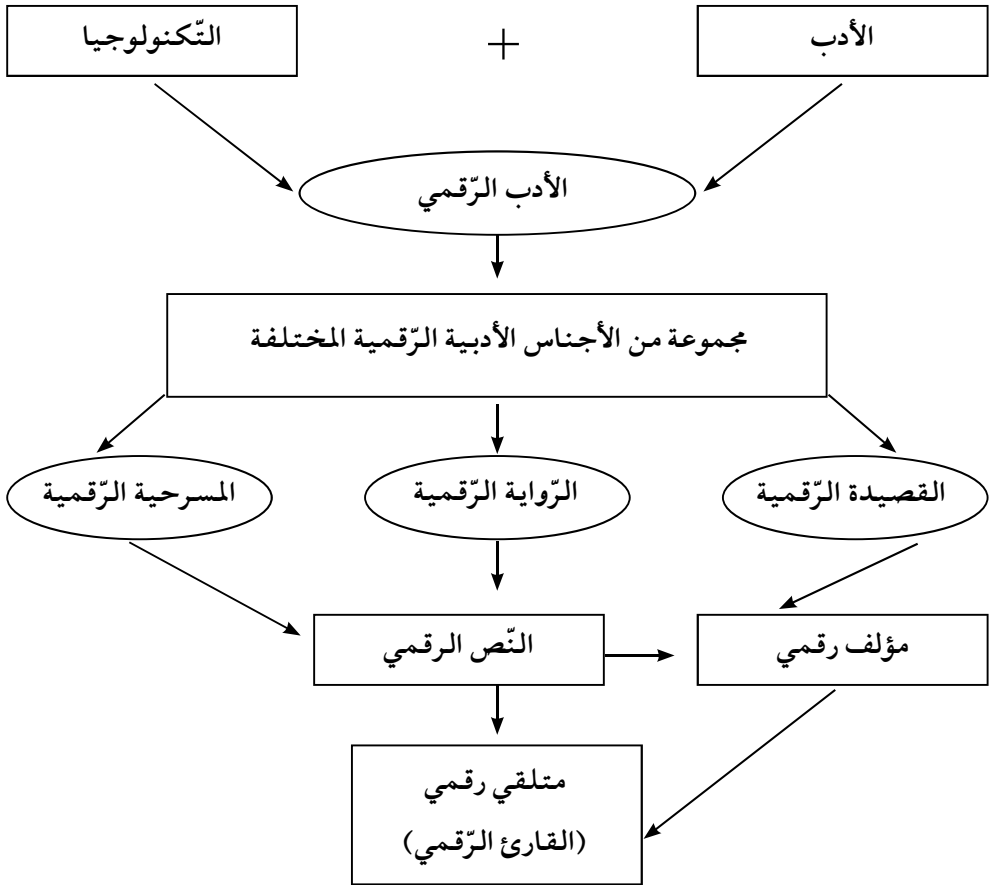 الأدب
+
التّكنولوجيا
الأدب الرّقمي
مجموعة من الأجناس الأدبية الرّقمية المختلفة
القصيدة الرّقمية
الرّواية الرّقمية
المسرحية الرّقمية
مؤلف رقمي
النّص الرقمي
متلقي رقمي
(القارئ الرّقمي)